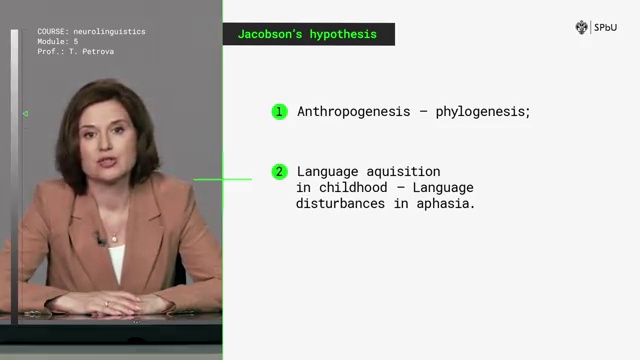 COURSE: neurolinguistics
Module: 5
Prof.: T. Petrova
Jacobson's hypothesis
SPbU
1 Anthropogenesis – phylogenesis;
2 Language aquisition
in childhood – Language
disturbances in aphasia.